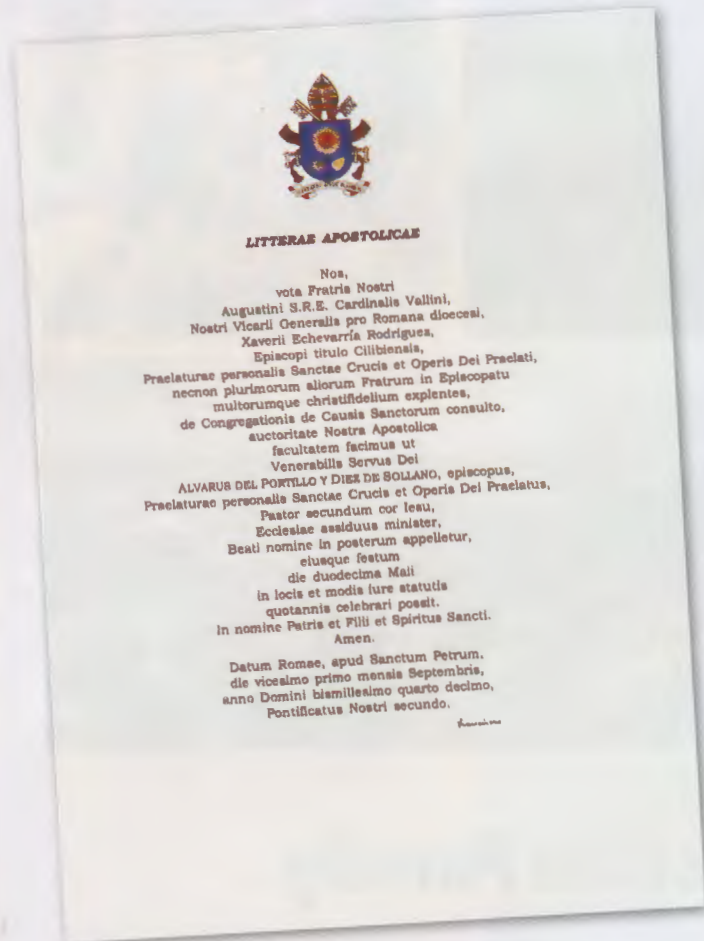 LITTERAE APOSTOLICAE
Nos,
vota Fratris Nostri
Augustini S.R.E. Cardinalis Vallini,
Nostri Vicarii Generalis pro Romana dioecesi,
Xaverii Echevarría Rodríguez,
Episcopi titulo Cilibiensis,
Praelaturae personalis Sanctae Crucis et Operis Dei Praelati,
necnon plurimorum aliorum Fratrum in Episcopatu
multorumque christifidelium explentes,
de Congregationis de Causis Sanctorum consulto,
auctoritate Nostra Apostolica
facultatem facimus ut
Venerabilis Servus Dei
ALVARUS DEL PORTILLO Y DIEZ DE SOLLANO, episcopus,
Praelaturae personalis Sanctae Crucis et Operis Dei Praelatus,
Pastor secundum cor Iesu,
Ecclesiae assiduus minister,
Beati nomine in posterum appelletur,
eiusque festum
die duodecima Maii
in locis et modis iure statutis
quotannis celebrari possit.
In nomine Patris et Filii et Spiritus Sancti.
Amen.
Datum Romae, apud Sanctum Petrum,
die vicesimo primo mensis Septembris,
anno Domini bismillesimo quarto decimo,
Pontificatus Nostri secundo.